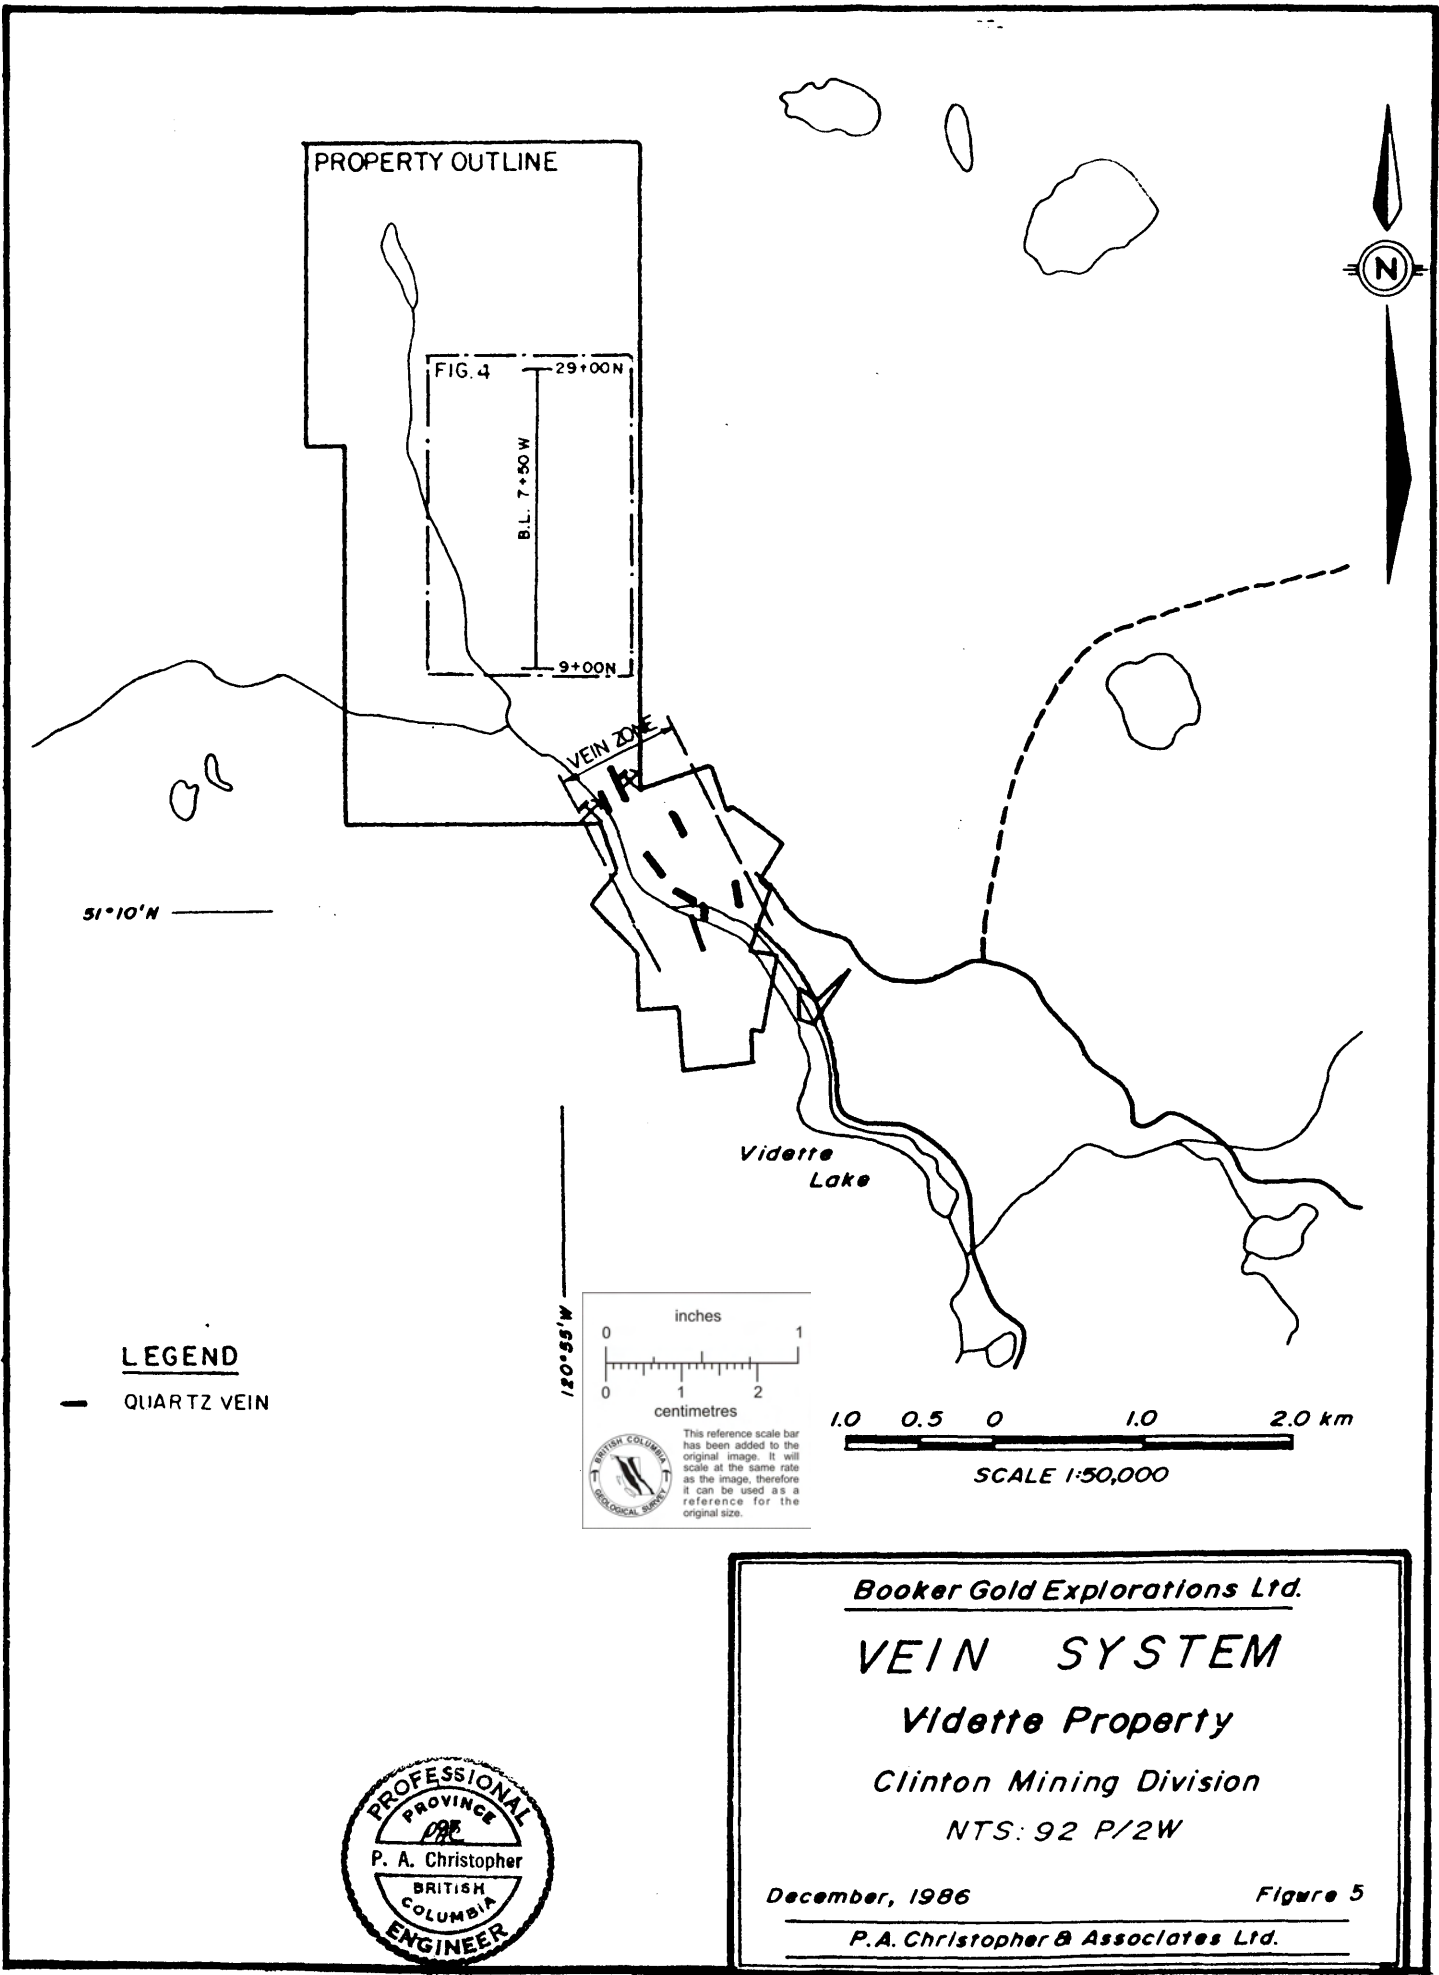 PROPERTY OUTLINE
N
FIG. 4
29+00N
B.L. 7+50 W
9+00N
VEIN ZONE
51°10'N
Vidette
Lake
120°55'W
LEGEND
QUARTZ VEIN
inches
0 1
0 1 2
centimetres
This reference scale bar
has been added to the
original image. It will
scale at the same rate
as the image, therefore
it can be used as a
reference for the
original size.
BRITISH COLUMBIA
GEOLOGICAL SURVEY
1.0 0.5 0 1.0 2.0 km
SCALE 1:50,000
Booker Gold Explorations Ltd.
VEIN SYSTEM
Vidette Property
Clinton Mining Division
NTS: 92 P/2W
December, 1986 Figure 5
P.A. Christopher & Associates Ltd.
PROFESSIONAL
PROVINCE
P. A. Christopher
BRITISH
COLUMBIA
ENGINEER